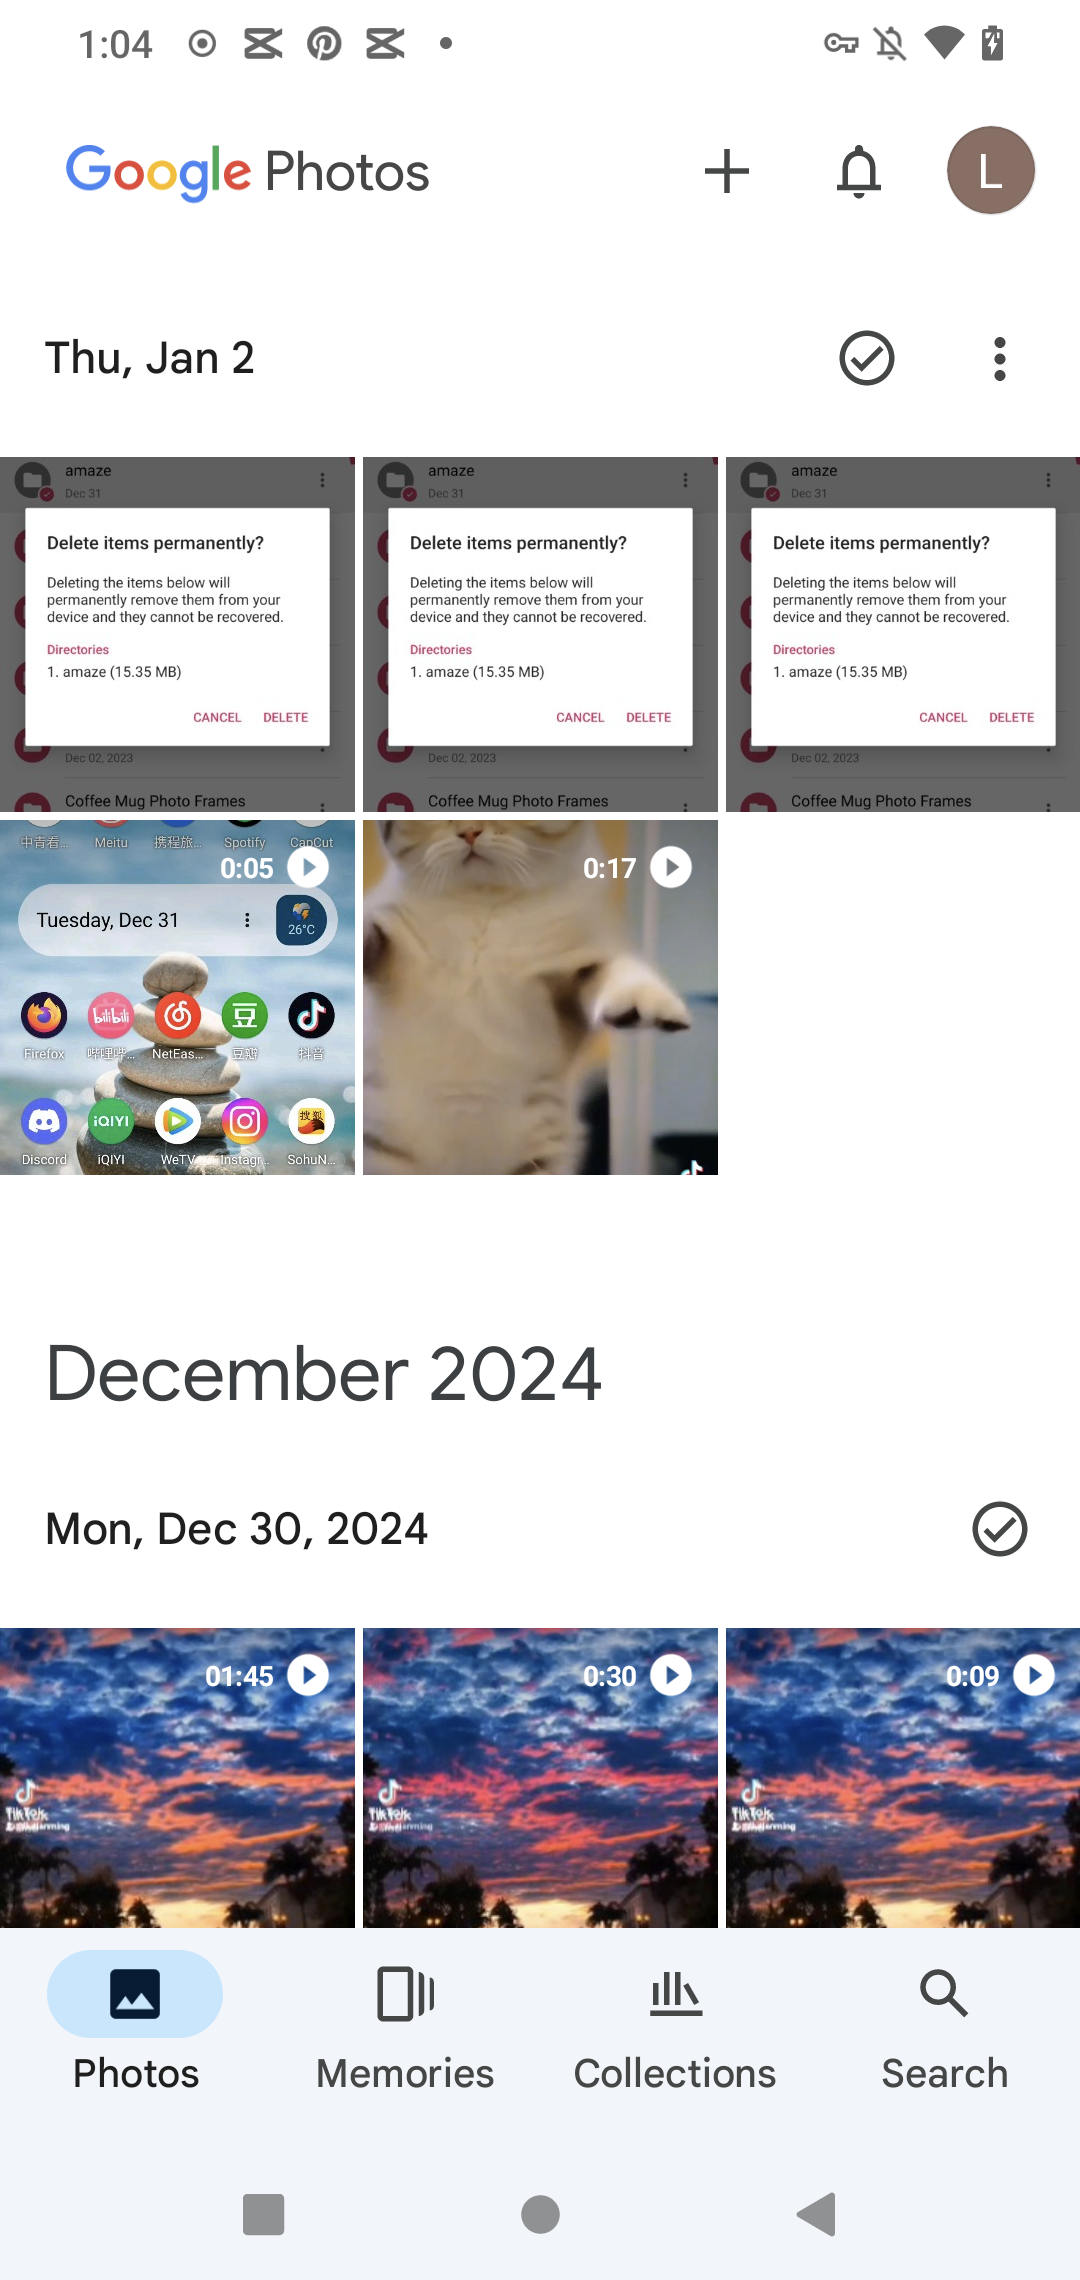 1:04
Google Photos
L
Thu, Jan 2
amaze
Dec 31
Delete items permanently?
Deleting the items below will
permanently remove them from your
device and they cannot be recovered.
Directories
1. amaze (15.35 MB)
CANCEL DELETE
Dec 02, 2023
Coffee Mug Photo Frames
amaze
Dec 31
Delete items permanently?
Deleting the items below will
permanently remove them from your
device and they cannot be recovered.
Directories
1. amaze (15.35 MB)
CANCEL DELETE
Dec 02, 2023
Coffee Mug Photo Frames
amaze
Dec 31
Delete items permanently?
Deleting the items below will
permanently remove them from your
device and they cannot be recovered.
Directories
1. amaze (15.35 MB)
CANCEL DELETE
Dec 02, 2023
Coffee Mug Photo Frames
中青看... Meitu 携程旅... Spotify CapCut
0:05
Tuesday, Dec 31
26°C
bilibili 豆
Firefox 哔哩哔... NetEas... 豆瓣 抖音
iQIYI 搜狐
Discord iQIYI WeTV Instagr... SohuN...
0:17
December 2024
Mon, Dec 30, 2024
01:45
TikTok
0:30
TikTok
0:09
TikTok
Photos Memories Collections Search